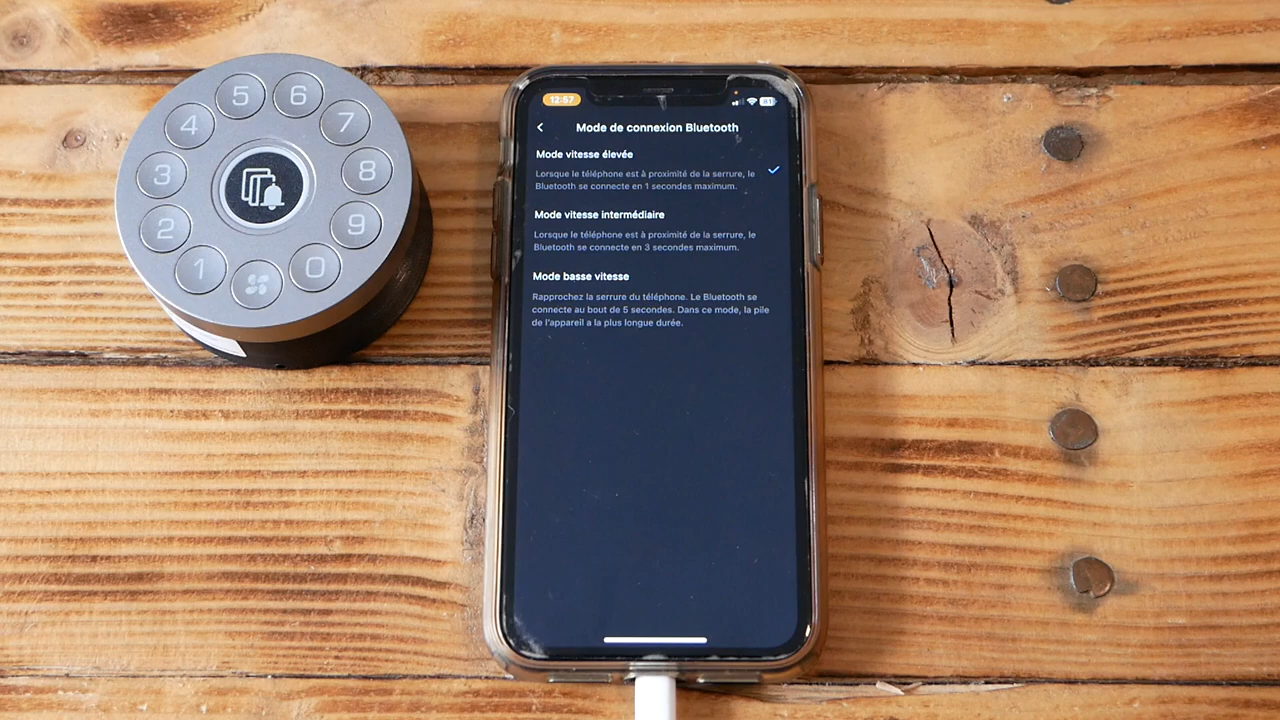 5 6
4 7
3 8
2 9
1 0
12:57
81
Mode de connexion Bluetooth
Mode vitesse élevée
Lorsque le téléphone est à proximité de la serrure, le
Bluetooth se connecte en 1 secondes maximum.
Mode vitesse intermédiaire
Lorsque le téléphone est à proximité de la serrure, le
Bluetooth se connecte en 3 secondes maximum.
Mode basse vitesse
Rapprochez la serrure du téléphone. Le Bluetooth se
connecte au bout de 5 secondes. Dans ce mode, la pile
de l'appareil a la plus longue durée.